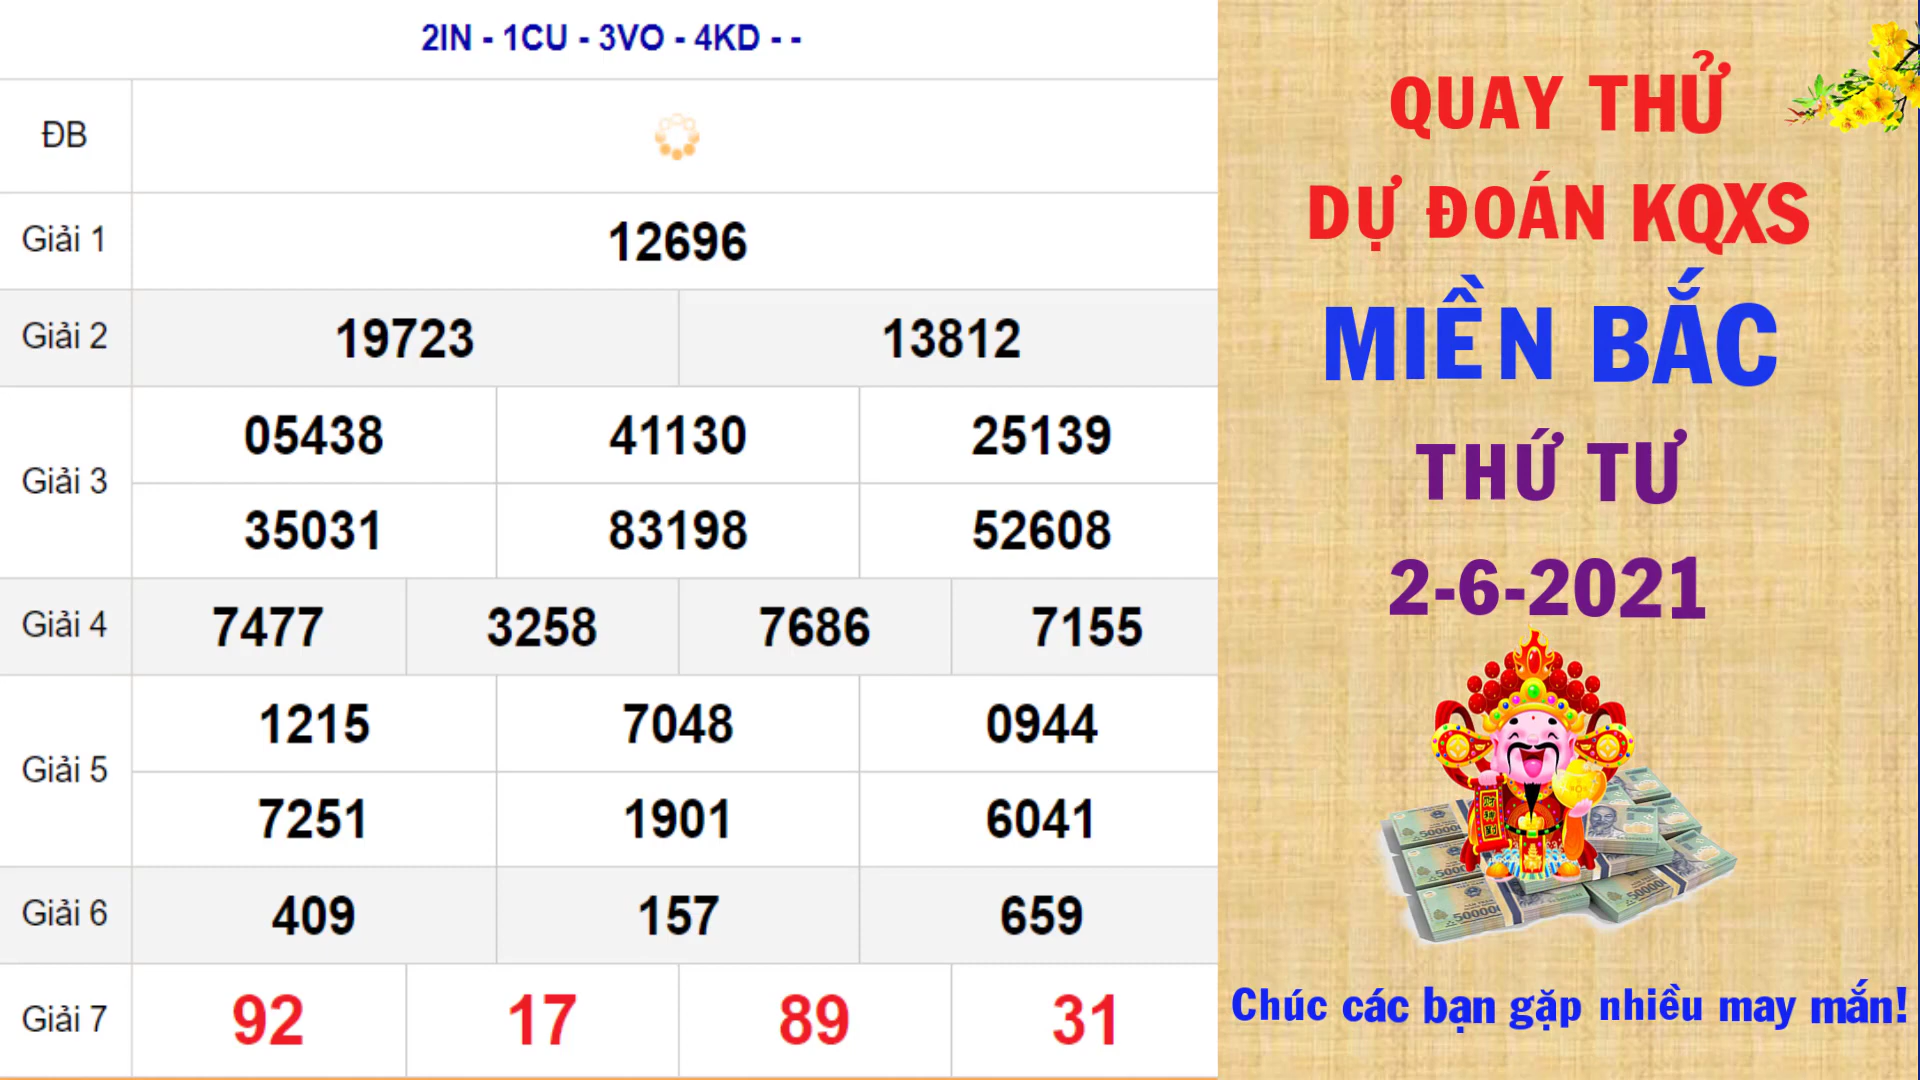 2IN - 1CU - 3VO - 4KD - -
ĐB
Giải 1 12696
Giải 2 19723 13812
Giải 3
05438 41130 25139
35031 83198 52608
Giải 4 7477 3258 7686 7155
Giải 5
1215 7048 0944
7251 1901 6041
Giải 6 409 157 659
Giải 7 92 17 89 31
QUAY THỬ
DỰ ĐOÁN KQXS
MIỀN BẮC
THỨ TƯ
2-6-2021
Chúc các bạn gặp nhiều may mắn!